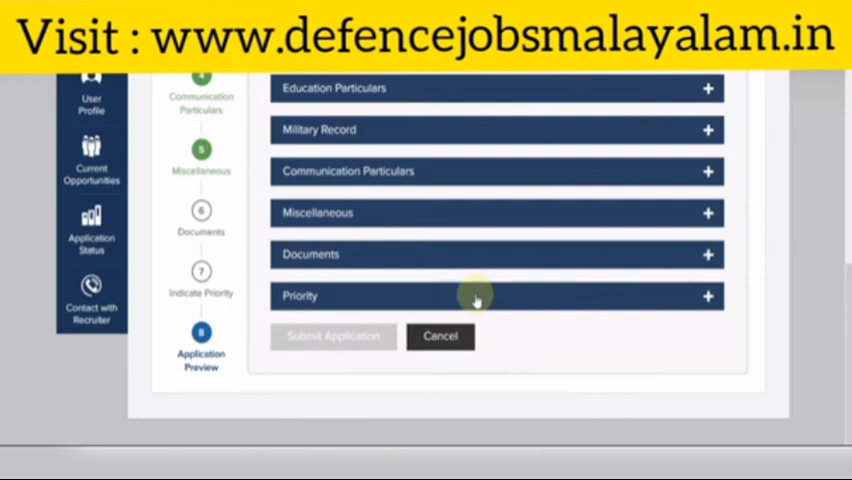 Visit : www.defencejobsmalayalam.in
User
Profile
Current
Opportunities
Application
Status
Contact with
Recruiter
4
Communication
Particulars
5
Miscellaneous
6
Documents
7
Indicate Priority
8
Application
Preview
Education Particulars +
Military Record +
Communication Particulars +
Miscellaneous +
Documents +
Priority +
Submit Application Cancel